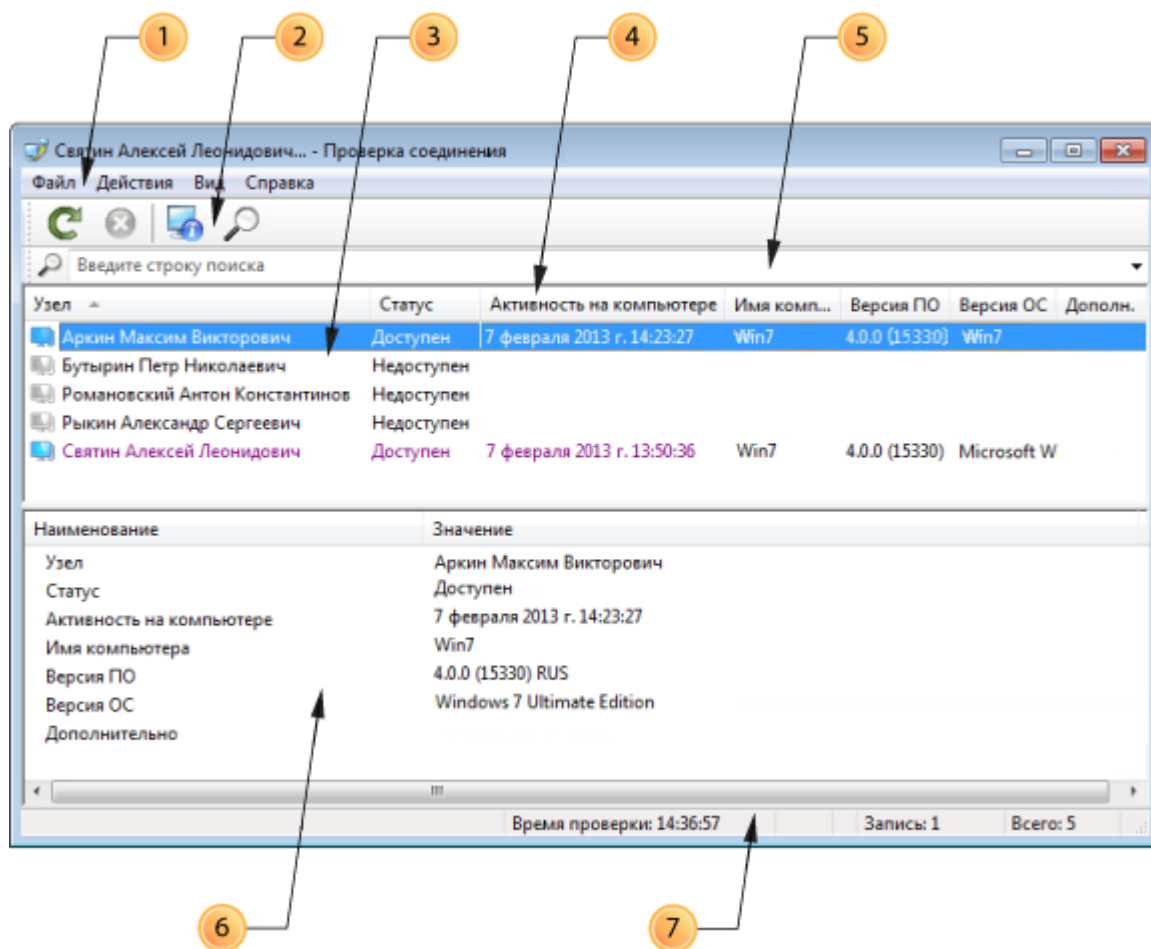 1 2 3 4 5
Святин Алексей Леонидович... - Проверка соединения
Файл Действия Вид Справка
Введите строку поиска
Узел Статус Активность на компьютере Имя комп... Версия ПО Версия ОС Дополн.
Аркин Максим Викторович Доступен 7 февраля 2013 г. 14:23:27 Win7 4.0.0 (15330) Win7
Бутырин Петр Николаевич Недоступен
Романовский Антон Константинов Недоступен
Рыкин Александр Сергеевич Недоступен
Святин Алексей Леонидович Доступен 7 февраля 2013 г. 13:50:36 Win7 4.0.0 (15330) Microsoft W
Наименование Значение
Узел Аркин Максим Викторович
Статус Доступен
Активность на компьютере 7 февраля 2013 г. 14:23:27
Имя компьютера Win7
Версия ПО 4.0.0 (15330) RUS
Версия ОС Windows 7 Ultimate Edition
Дополнительно
Время проверки: 14:36:57 Запись: 1 Всего: 5
6 7